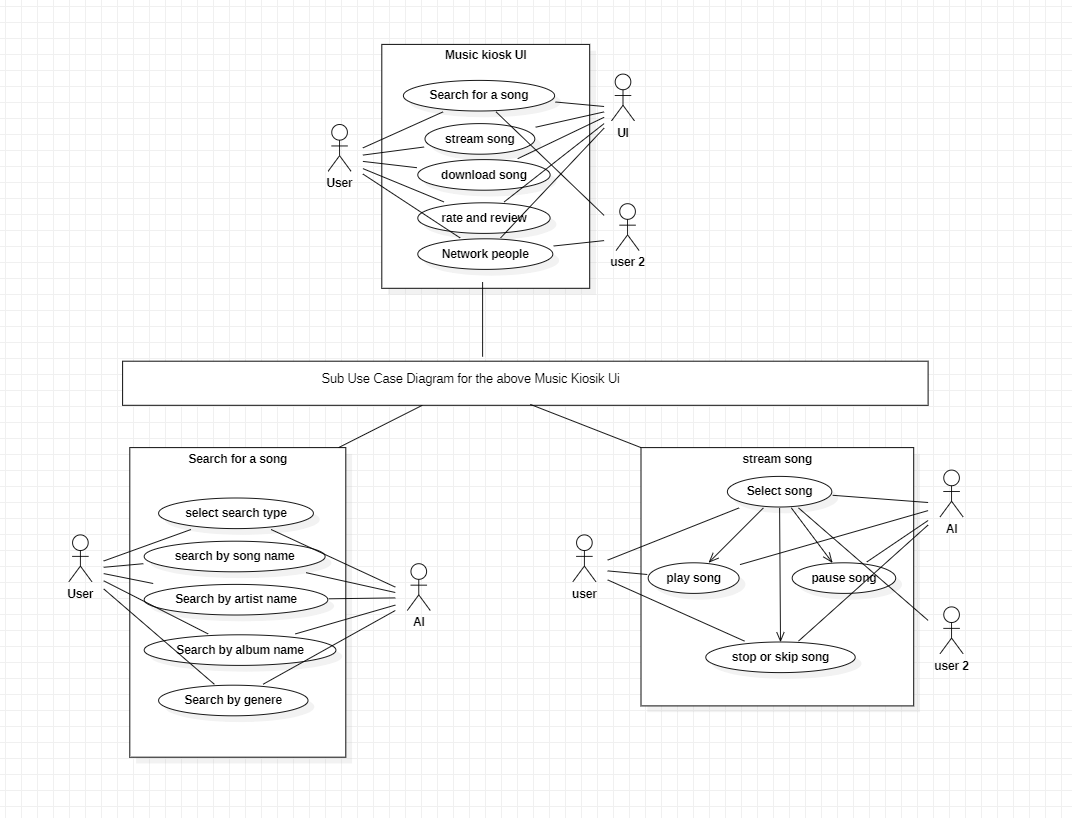 Music kiosk UI
Search for a song
stream song
download song
rate and review
Network people
User
UI
user 2
Sub Use Case Diagram for the above Music Kiosik Ui
Search for a song
select search type
search by song name
Search by artist name
Search by album name
Search by genere
User
AI
stream song
Select song
play song
pause song
stop or skip song
user
AI
user 2